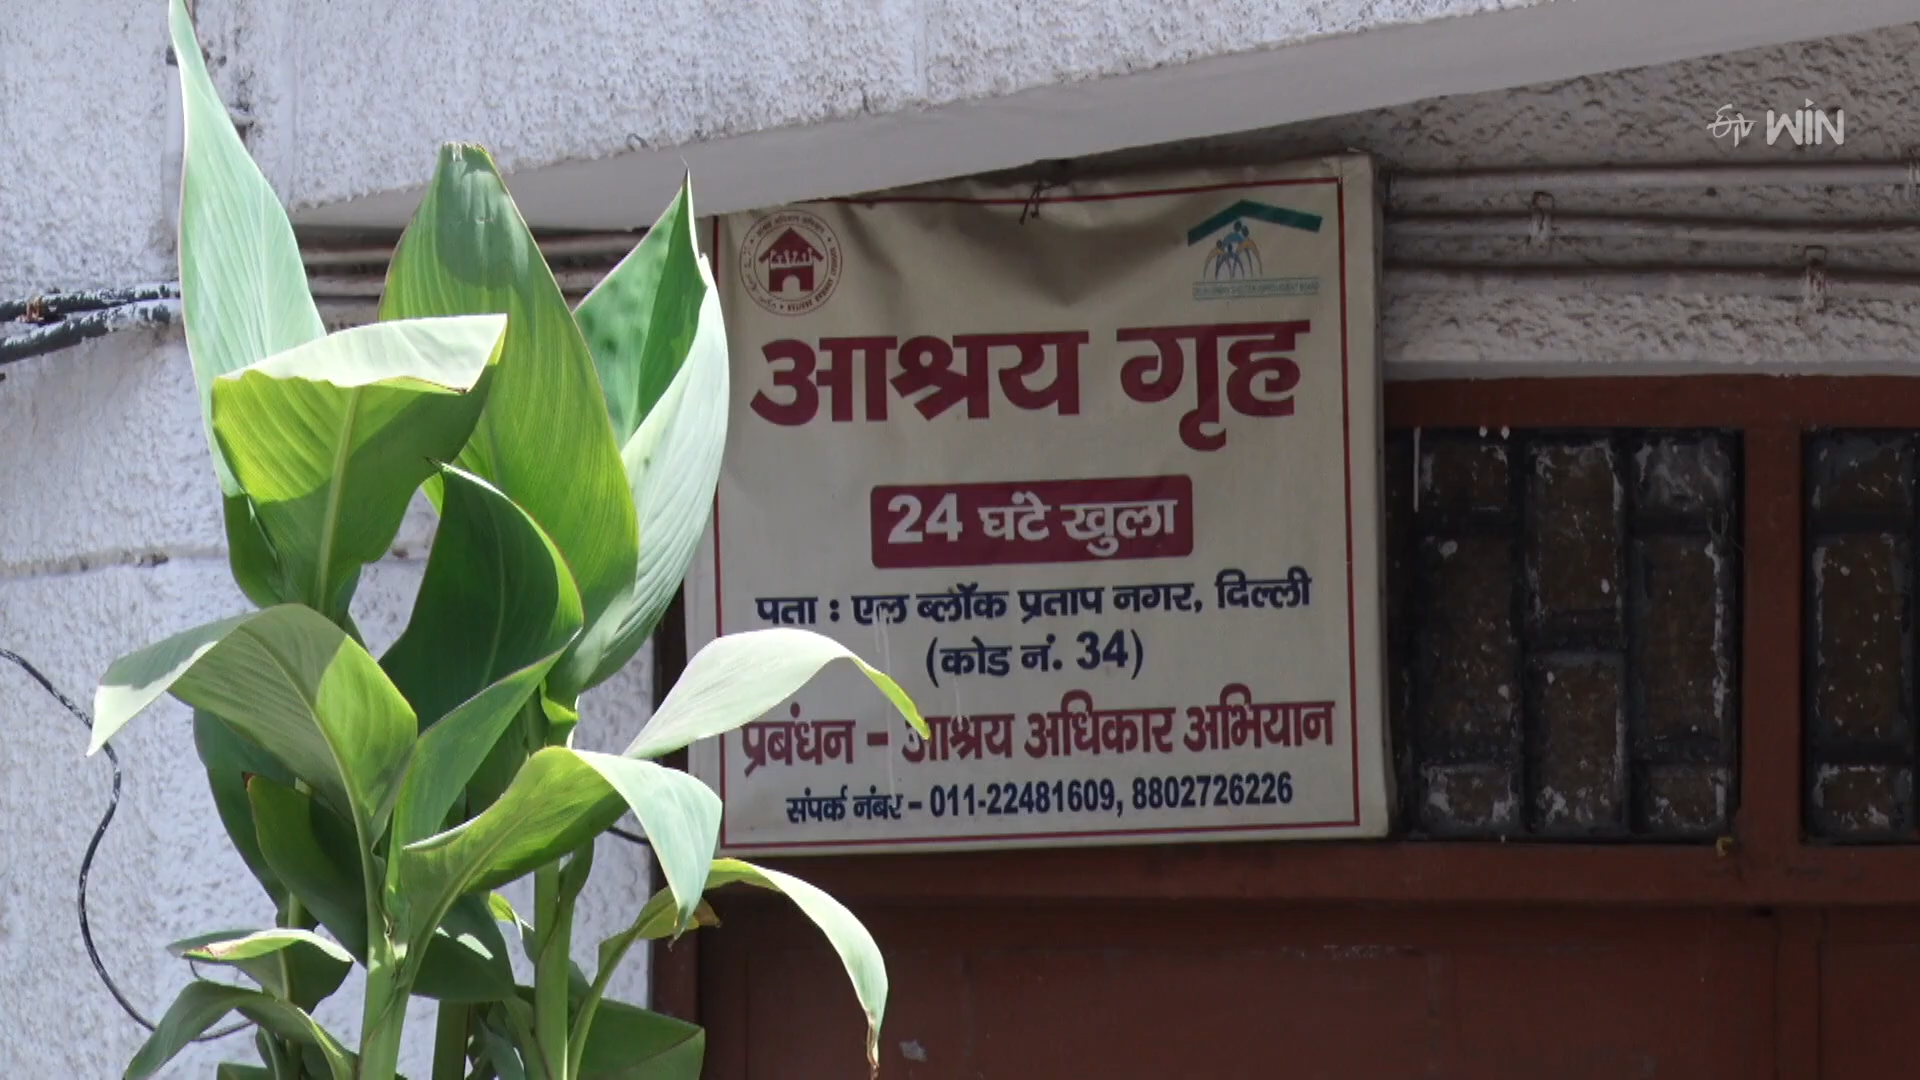 ईటీవీ WIN
आश्रय गृह
24 घंटे खुला
पता : एल ब्लॉक प्रताप नगर, दिल्ली
(कोड नं. 34)
प्रबंधन - आश्रय अधिकार अभियान
संपर्क नंबर - 011-22481609, 8802726226